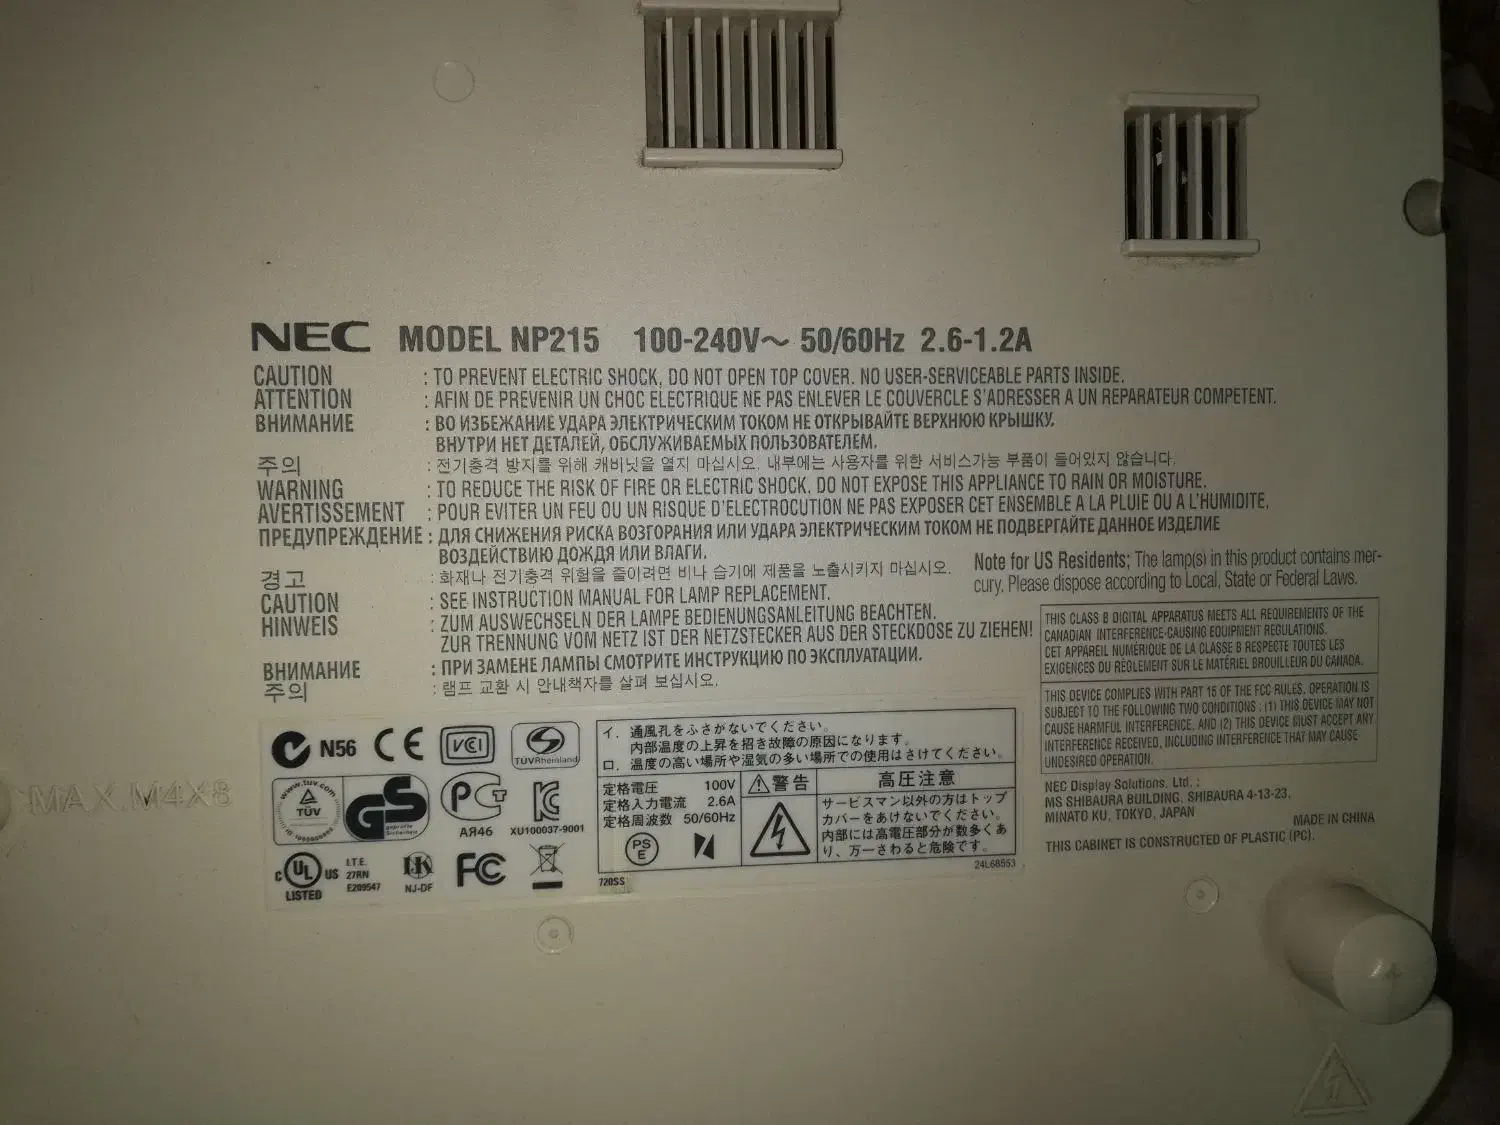 NEC MODEL NP215 100-240V~ 50/60Hz 2.6-1.2A
CAUTION : TO PREVENT ELECTRIC SHOCK, DO NOT OPEN TOP COVER. NO USER-SERVICEABLE PARTS INSIDE.
ATTENTION : AFIN DE PREVENIR UN CHOC ELECTRIQUE NE PAS ENLEVER LE COUVERCLE S'ADRESSER A UN REPARATEUR COMPETENT.
ВНИМАНИЕ : ВО ИЗБЕЖАНИЕ УДАРА ЭЛЕКТРИЧЕСКИМ ТОКОМ НЕ ОТКРЫВАЙТЕ ВЕРХНЮЮ КРЫШКУ.
ВНУТРИ НЕТ ДЕТАЛЕЙ, ОБСЛУЖИВАЕМЫХ ПОЛЬЗОВАТЕЛЕМ.
주의 : 전기충격 방지를 위해 캐비닛을 열지 마십시오. 내부에는 사용자를 위한 서비스가능 부품이 들어있지 않습니다.
WARNING : TO REDUCE THE RISK OF FIRE OR ELECTRIC SHOCK, DO NOT EXPOSE THIS APPLIANCE TO RAIN OR MOISTURE.
AVERTISSEMENT : POUR EVITER UN FEU OU UN RISQUE D'ELECTROCUTION NE PAS EXPOSER CET ENSEMBLE A LA PLUIE OU A L'HUMIDITE.
ПРЕДУПРЕЖДЕНИЕ : ДЛЯ СНИЖЕНИЯ РИСКА ВОЗГОРАНИЯ ИЛИ УДАРА ЭЛЕКТРИЧЕСКИМ ТОКОМ НЕ ПОДВЕРГАЙТЕ ДАННОЕ ИЗДЕЛИЕ
ВОЗДЕЙСТВИЮ ДОЖДЯ ИЛИ ВЛАГИ.
경고 : 화재나 전기충격 위험을 줄이려면 비나 습기에 제품을 노출시키지 마십시오.
CAUTION : SEE INSTRUCTION MANUAL FOR LAMP REPLACEMENT.
HINWEIS : ZUM AUSWECHSELN DER LAMPE BEDIENUNGSANLEITUNG BEACHTEN.
ZUR TRENNUNG VOM NETZ IST DER NETZSTECKER AUS DER STECKDOSE ZU ZIEHEN!
ВНИМАНИЕ : ПРИ ЗАМЕНЕ ЛАМПЫ СМОТРИТЕ ИНСТРУКЦИЮ ПО ЭКСПЛУАТАЦИИ.
주의 : 램프 교환 시 안내책자를 살펴 보십시오.
Note for US Residents; The lamp(s) in this product contains mer-
cury. Please dispose according to Local, State or Federal Laws.
THIS CLASS B DIGITAL APPARATUS MEETS ALL REQUIREMENTS OF THE
CANADIAN INTERFERENCE-CAUSING EQUIPMENT REGULATIONS.
CET APPAREIL NUMÉRIQUE DE LA CLASSE B RESPECTE TOUTES LES
EXIGENCES DU RÈGLEMENT SUR LE MATÉRIEL BROUILLEUR DU CANADA.
THIS DEVICE COMPLIES WITH PART 15 OF THE FCC RULES. OPERATION IS
SUBJECT TO THE FOLLOWING TWO CONDITIONS : (1) THIS DEVICE MAY NOT
CAUSE HARMFUL INTERFERENCE, AND (2) THIS DEVICE MUST ACCEPT ANY
INTERFERENCE RECEIVED, INCLUDING INTERFERENCE THAT MAY CAUSE
UNDESIRED OPERATION.
NEC Display Solutions, Ltd. :
MS SHIBAURA BUILDING, SHIBAURA 4-13-23,
MINATO KU, TOKYO, JAPAN
MADE IN CHINA
THIS CABINET IS CONSTRUCTED OF PLASTIC (PC).
N56 CE VCCI TUVRheinland
www.tuv.com
TÜV
GS
geprüfte
Sicherheit
АЯ46
XU100037-9001
c UL US
LISTED
I.T.E.
27RN
E209547
NJ-DF
FC
イ. 通風孔をふさがないでください。
内部温度の上昇を招き故障の原因になります。
ロ. 温度の高い場所や湿気の多い場所での使用はさけてください。
定格電圧 100V
定格入力電流 2.6A
定格周波数 50/60Hz
PS
E
警告
高圧注意
サービスマン以外の方はトップ
カバーをあけないでください。
内部には高電圧部分が数多くあ
り、万一さわると危険です。
720SS
24L68553
MAX.M4X8